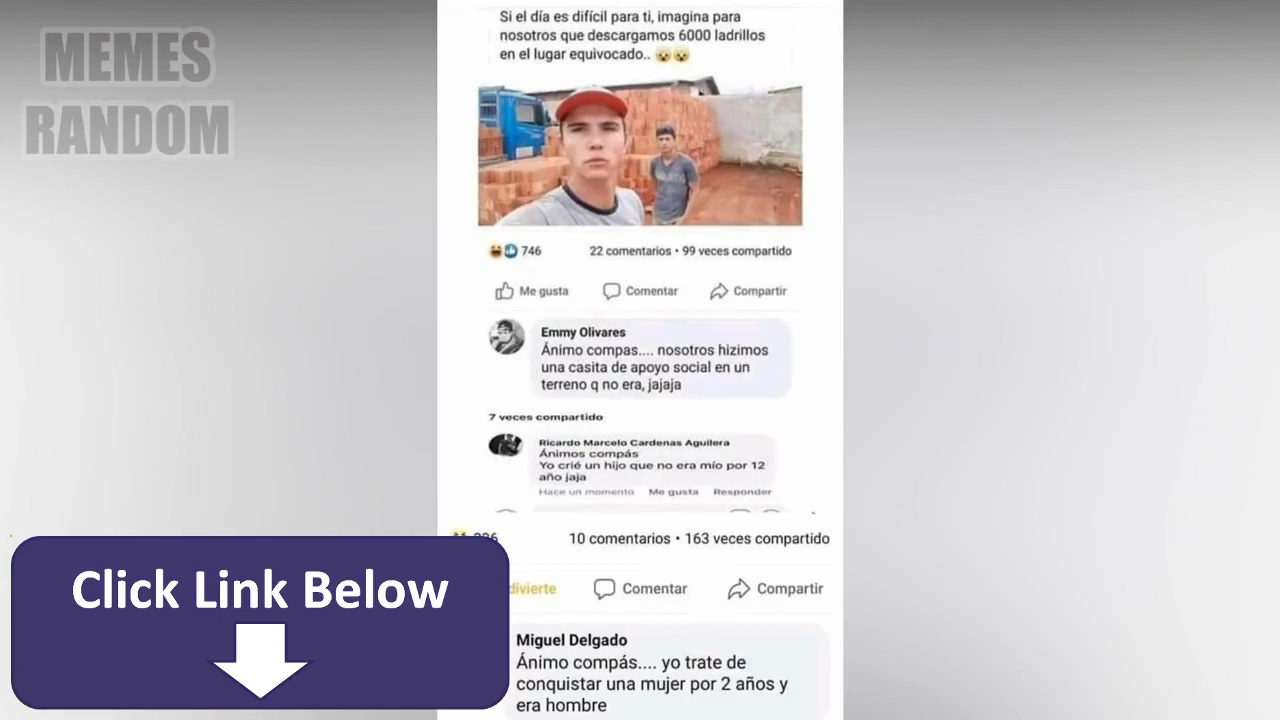 MEMES
RANDOM
Si el día es difícil para ti, imagina para
nosotros que descargamos 6000 ladrillos
en el lugar equivocado.. 😮😮
746
22 comentarios • 99 veces compartido
Me gusta
Comentar
Compartir
Emmy Olivares
Ánimo compas.... nosotros hizimos
una casita de apoyo social en un
terreno q no era, jajaja
7 veces compartido
Ricardo Marcelo Cardenas Aguilera
Ánimos compás
Yo crié un hijo que no era mío por 12
año jaja
Hace un momento Me gusta Responder
10 comentarios • 163 veces compartido
divierte
Comentar
Compartir
Miguel Delgado
Ánimo compás.... yo trate de
conquistar una mujer por 2 años y
era hombre
Click Link Below